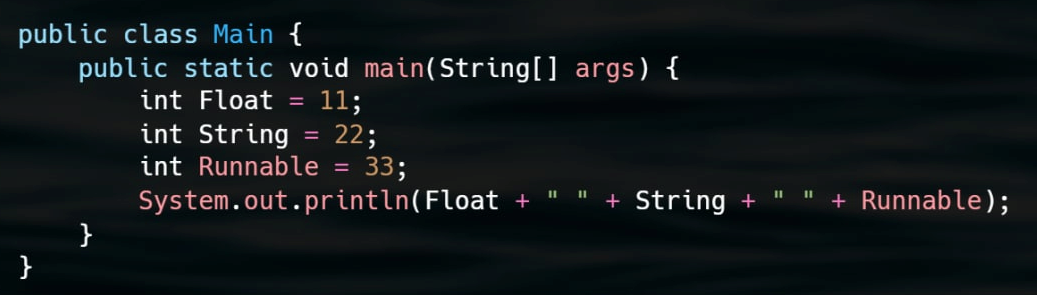 public class Main {
    public static void main(String[] args) {
        int Float = 11;
        int String = 22;
        int Runnable = 33;
        System.out.println(Float + " " + String + " " + Runnable);
    }
}